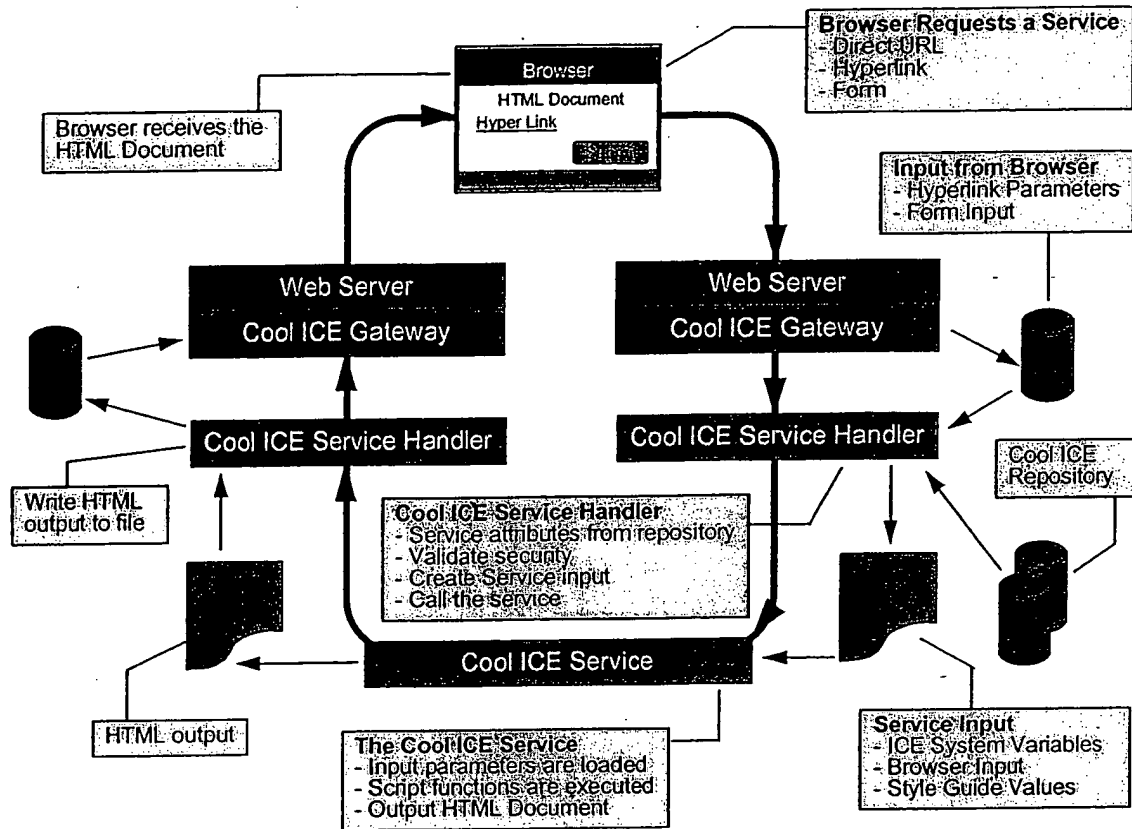 Browser Requests a Service
- Direct URL
- Hyperlink
- Form
Browser
HTML Document
Hyper Link
Browser receives the
HTML Document
Input from Browser
- Hyperlink Parameters
- Form Input
Web Server
Cool ICE Gateway
Web Server
Cool ICE Gateway
Cool ICE Service Handler
Cool ICE Service Handler
Cool ICE
Repository
Write HTML
output to file
Cool ICE Service Handler
- Service attributes from repository
- Validate security
- Create Service input
- Call the service
Cool ICE Service
HTML output
The Cool ICE Service
- Input parameters are loaded
- Script functions are executed
- Output HTML Document
Service Input
- ICE System Variables
- Browser Input
- Style Guide Values